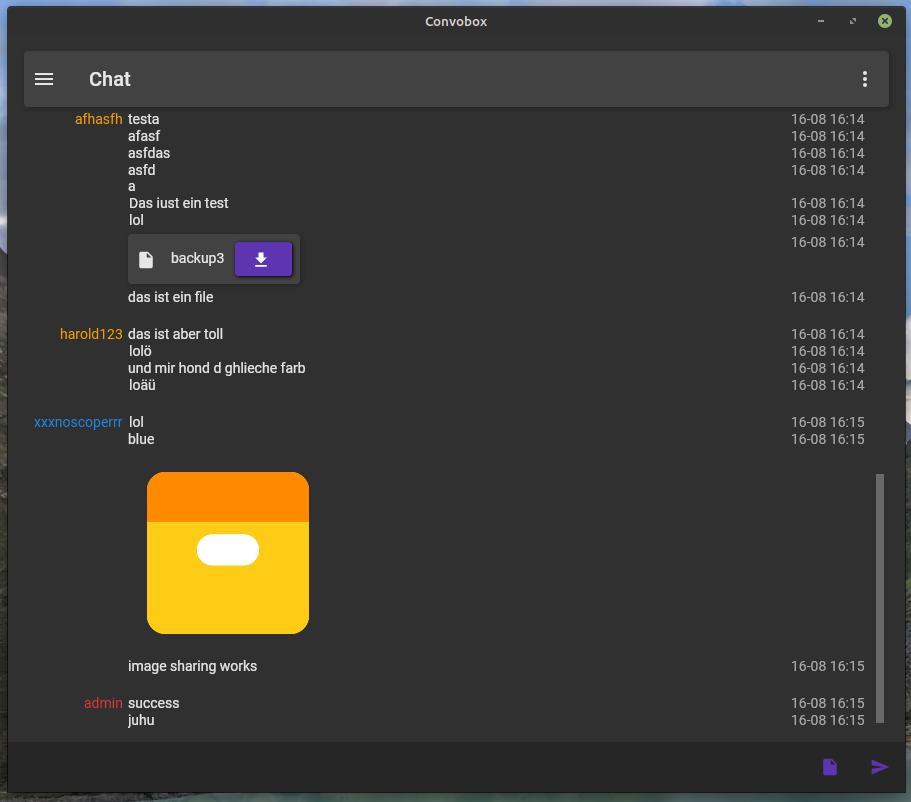 Convobox
Chat
afhasfh testa 16-08 16:14
afasf 16-08 16:14
asfdas 16-08 16:14
asfd 16-08 16:14
a
Das iust ein test 16-08 16:14
lol 16-08 16:14
backup3 16-08 16:14
das ist ein file 16-08 16:14
harold123 das ist aber toll 16-08 16:14
lolö 16-08 16:14
und mir hond d ghlieche farb 16-08 16:14
loäü 16-08 16:14
xxxnoscoperrr lol 16-08 16:15
blue 16-08 16:15
image sharing works 16-08 16:15
admin success 16-08 16:15
juhu 16-08 16:15